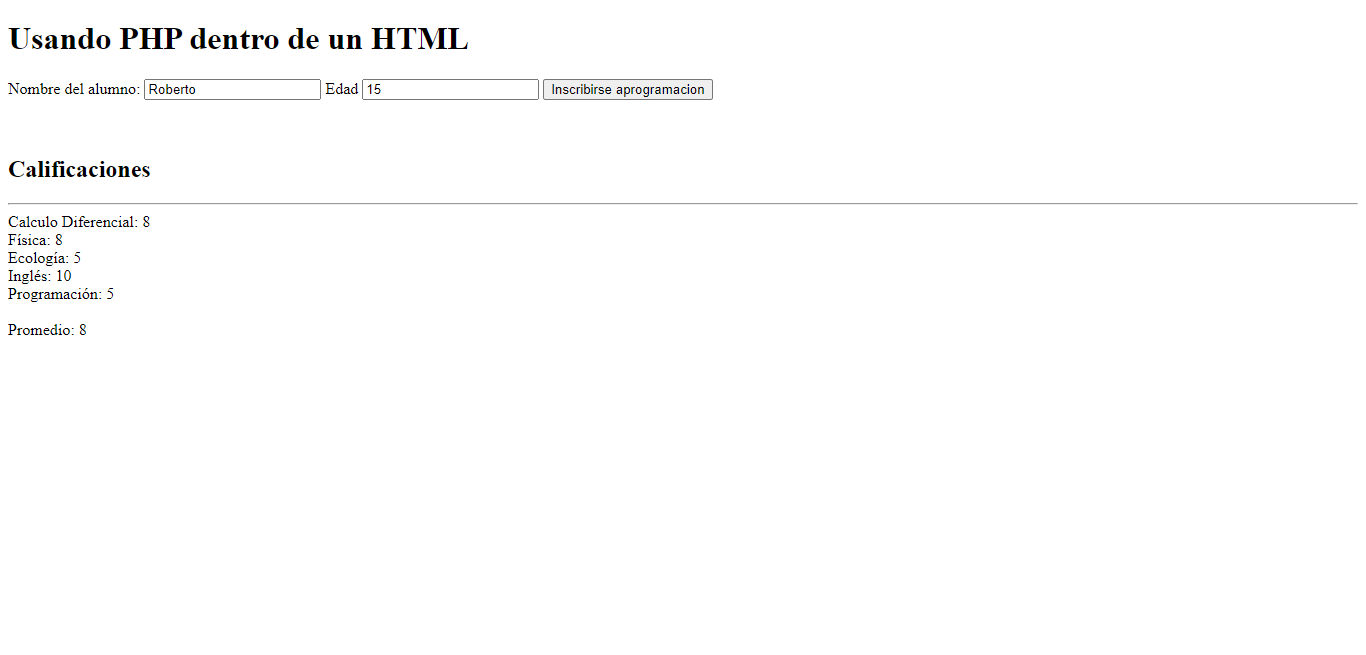 Usando PHP dentro de un HTML
Nombre del alumno: Roberto Edad 15 Inscribirse aprogramacion
Calificaciones
Calculo Diferencial: 8
Física: 8
Ecología: 5
Inglés: 10
Programación: 5
Promedio: 8